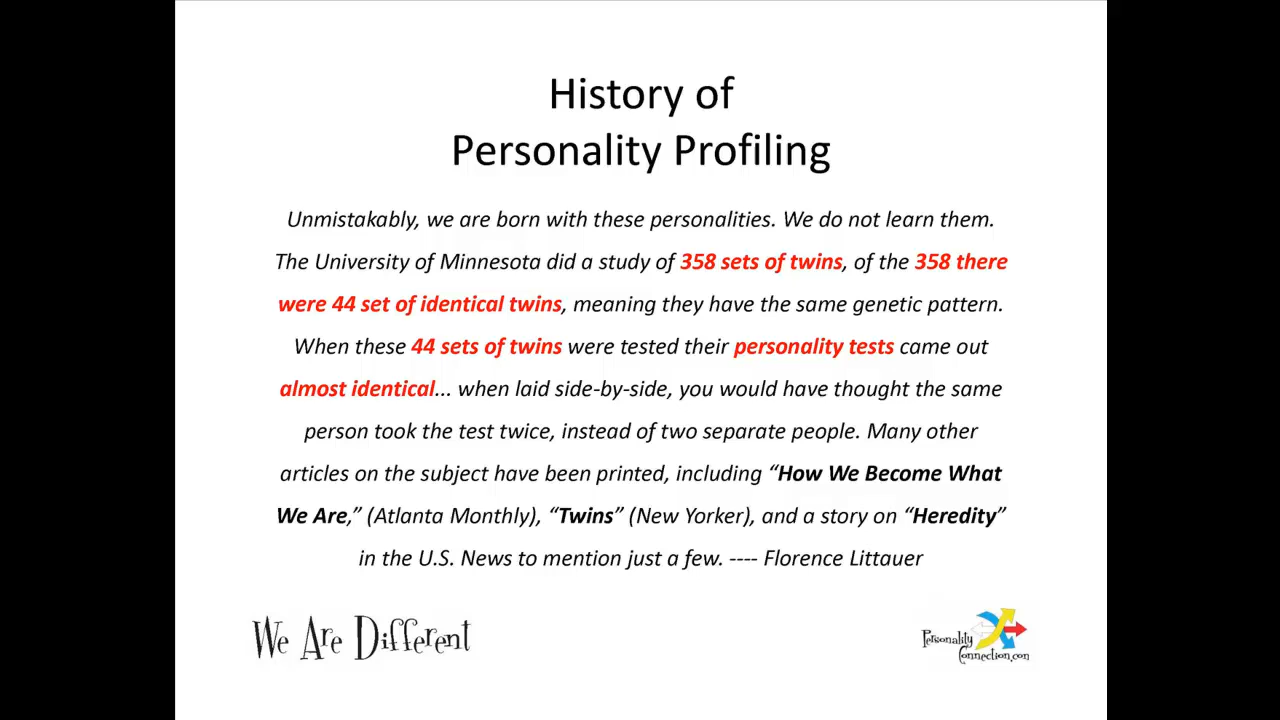 History of
Personality Profiling
Unmistakably, we are born with these personalities. We do not learn them.
The University of Minnesota did a study of 358 sets of twins, of the 358 there
were 44 set of identical twins, meaning they have the same genetic pattern.
When these 44 sets of twins were tested their personality tests came out
almost identical... when laid side-by-side, you would have thought the same
person took the test twice, instead of two separate people. Many other
articles on the subject have been printed, including “How We Become What
We Are,” (Atlanta Monthly), “Twins” (New Yorker), and a story on “Heredity”
in the U.S. News to mention just a few. ---- Florence Littauer
We Are Different
Personality
Connection.com